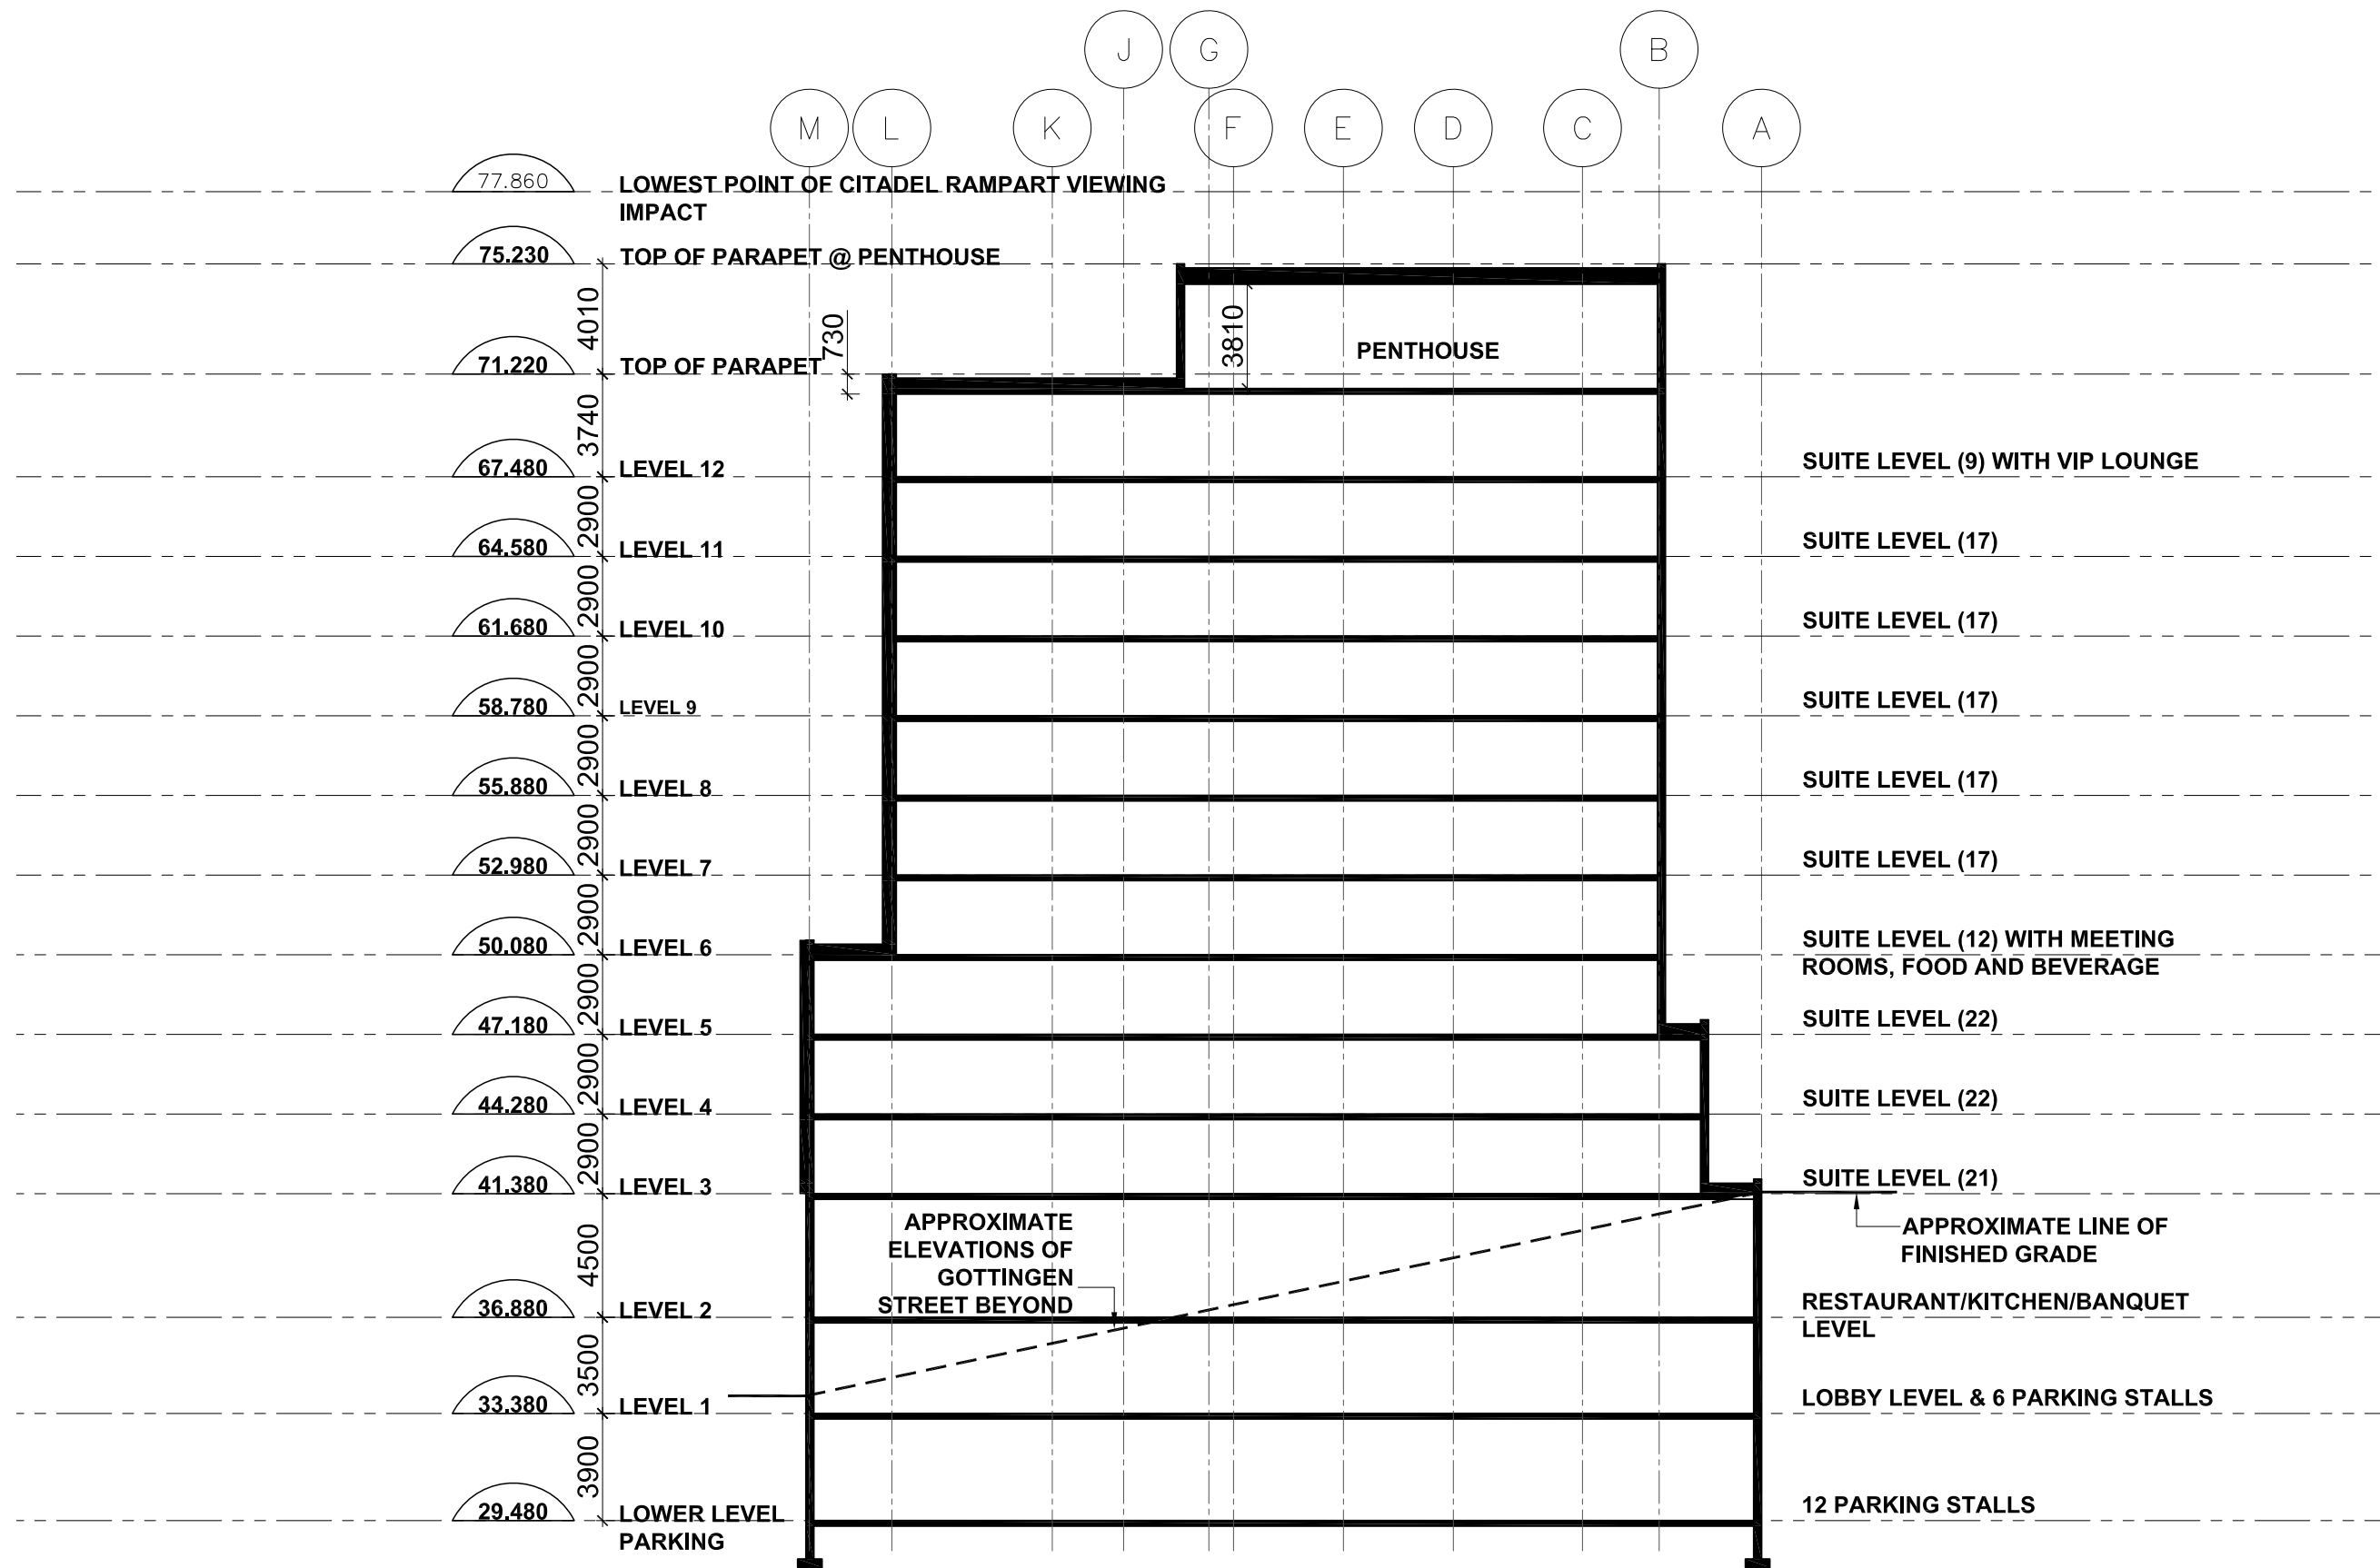 J G B
M L K F E D C A
77.860 LOWEST POINT OF CITADEL RAMPART VIEWING
IMPACT
75.230 TOP OF PARAPET @ PENTHOUSE
4010
730
3810
PENTHOUSE
71.220 TOP OF PARAPET
3740
67.480 LEVEL 12 SUITE LEVEL (9) WITH VIP LOUNGE
2900
64.580 LEVEL 11 SUITE LEVEL (17)
2900
61.680 LEVEL 10 SUITE LEVEL (17)
2900
58.780 LEVEL 9 SUITE LEVEL (17)
2900
55.880 LEVEL 8 SUITE LEVEL (17)
2900
52.980 LEVEL 7 SUITE LEVEL (17)
2900
50.080 LEVEL 6 SUITE LEVEL (12) WITH MEETING
ROOMS, FOOD AND BEVERAGE
2900
47.180 LEVEL 5 SUITE LEVEL (22)
2900
44.280 LEVEL 4 SUITE LEVEL (22)
2900
41.380 LEVEL 3 SUITE LEVEL (21)
APPROXIMATE
ELEVATIONS OF
GOTTINGEN
STREET BEYOND
APPROXIMATE LINE OF
FINISHED GRADE
4500
36.880 LEVEL 2 RESTAURANT/KITCHEN/BANQUET
LEVEL
3500
33.380 LEVEL 1 LOBBY LEVEL & 6 PARKING STALLS
3900
29.480 LOWER LEVEL 12 PARKING STALLS
PARKING